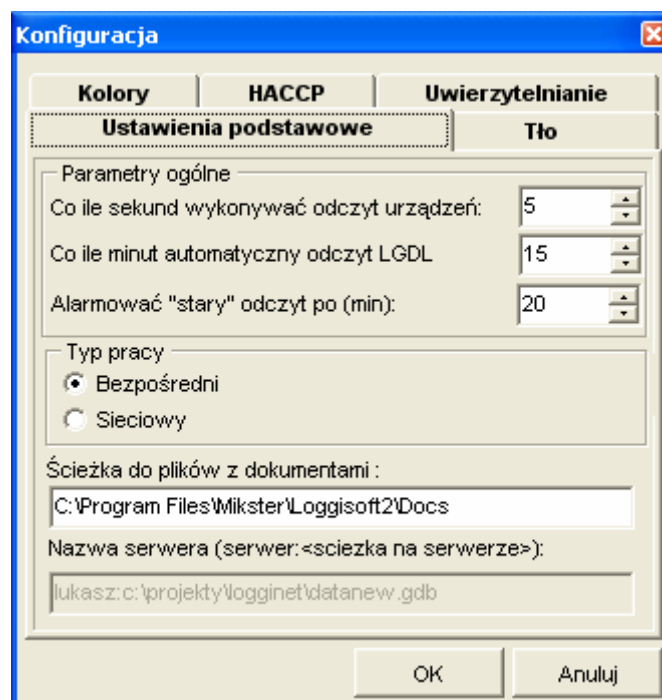 Konfiguracja
Kolory HACCP Uwierzytelnianie
Ustawienia podstawowe Tło
Parametry ogólne
Co ile sekund wykonywać odczyt urządzeń: 5
Co ile minut automatyczny odczyt LGDL 15
Alarmować "stary" odczyt po (min): 20
Typ pracy
Bezpośredni
Sieciowy
Ścieżka do plików z dokumentami :
C:\Program Files\Mikster\Loggisoft2\Docs
Nazwa serwera (serwer:<sciezka na serwerze>):
lukasz:c:\projekty\logginet\datanew.gdb
OK Anuluj